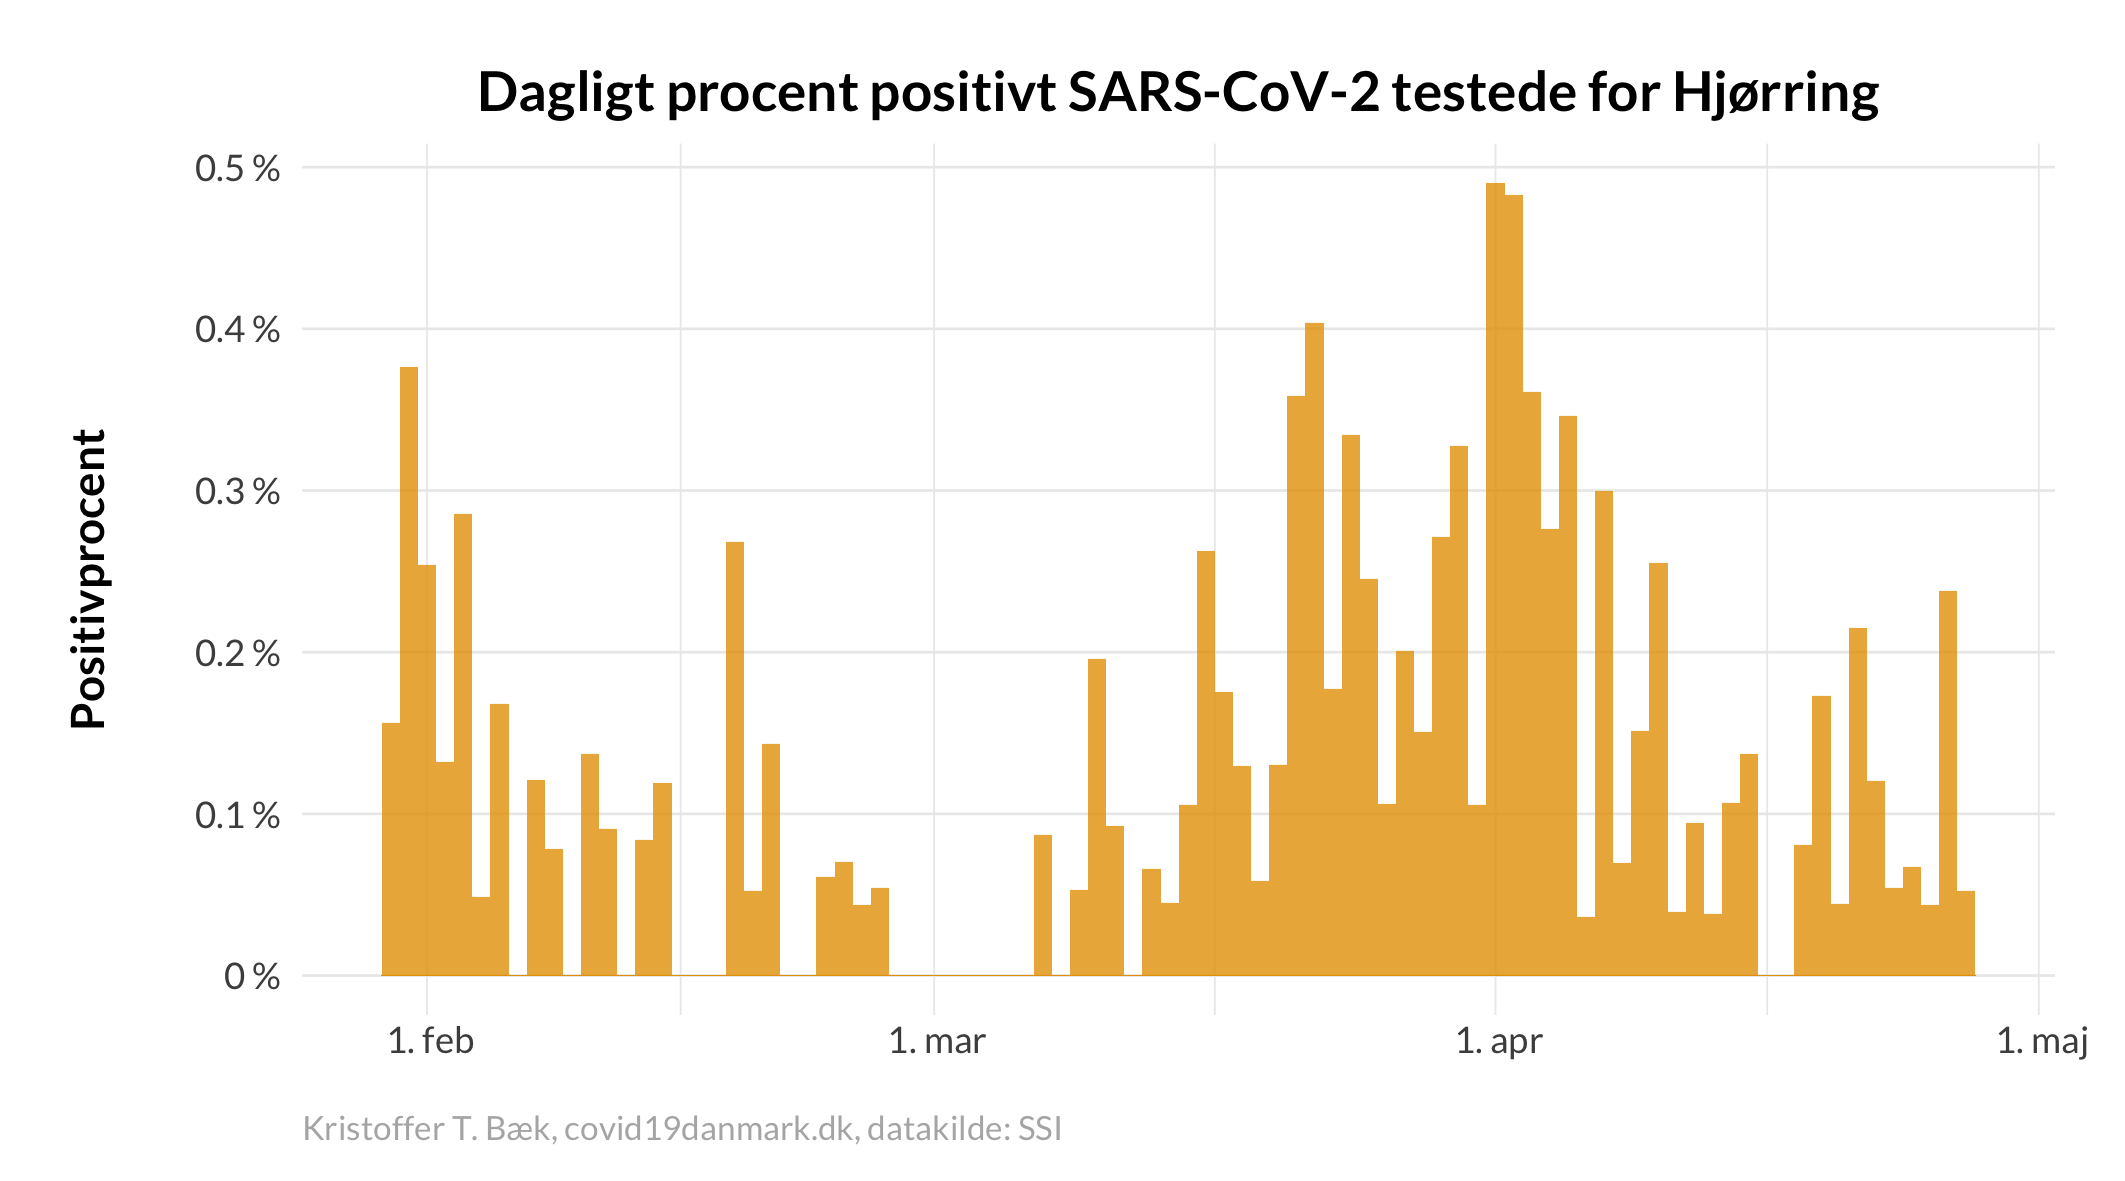 Dagligt procent positivt SARS-CoV-2 testede for Hjørring
Positivprocent
0.5 %
0.4 %
0.3 %
0.2 %
0.1 %
0 %
1. feb
1. mar
1. apr
1. maj
Kristoffer T. Bæk, covid19danmark.dk, datakilde: SSI